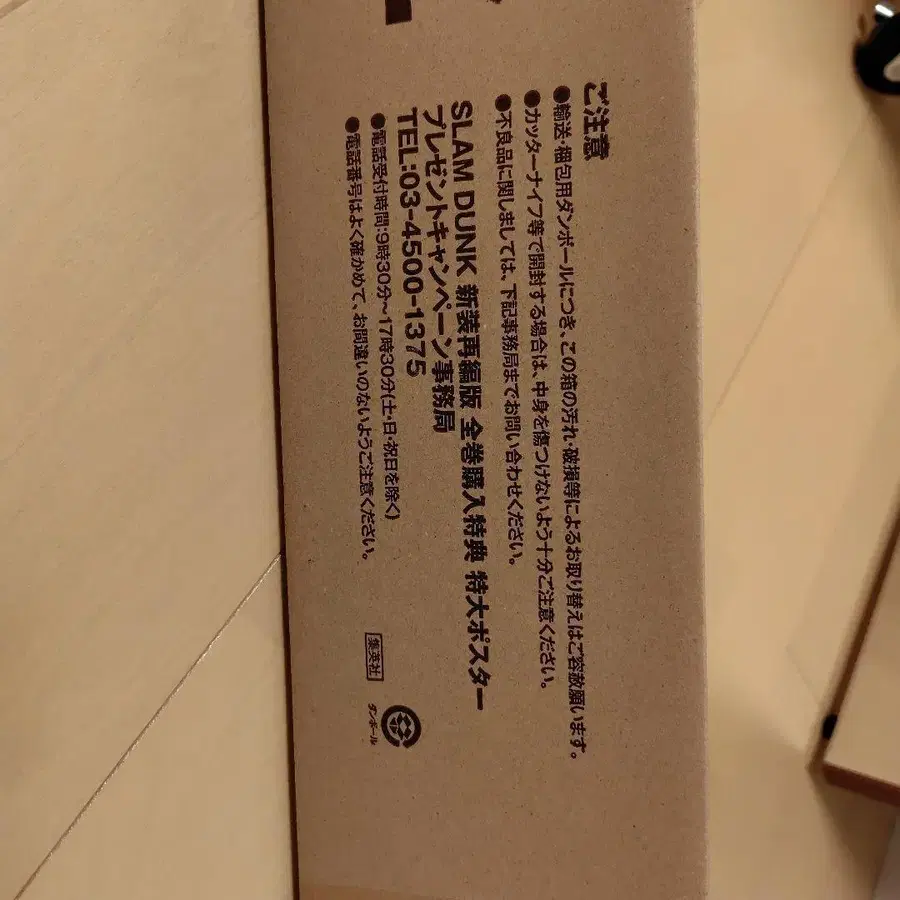 ご注意
●輸送・梱包用ダンボールにつき、この箱の汚れ・破損等によるお取り替えはご容赦願います。
●カッターナイフ等で開封する場合は、中身を傷つけないよう十分ご注意ください。
●不良品に関しましては、下記事務局までお問い合わせください。
SLAM DUNK 新装再編版 全巻購入特典 特大ポスター
プレゼントキャンペーン事務局
TEL:03-4500-1375
●電話受付時間:9時30分〜17時30分(土・日・祝日を除く)
●電話番号はよく確かめて、お間違いのないようご注意ください。
集英社
ダンボール